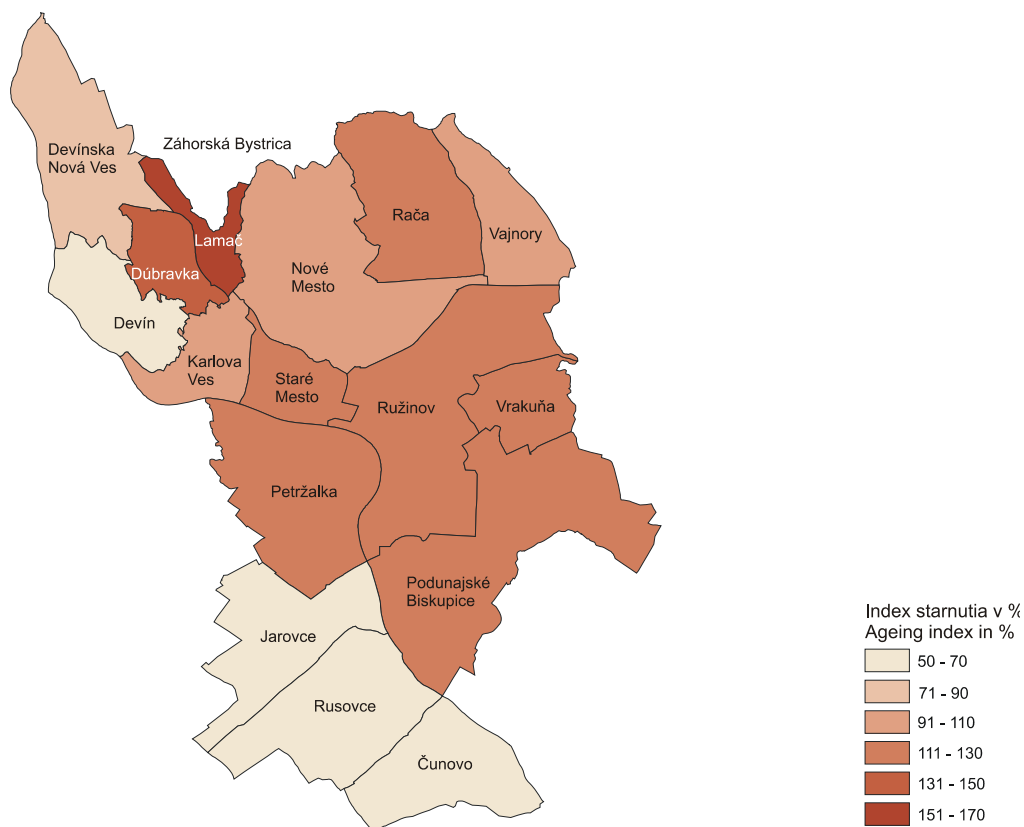 Záhorská Bystrica
Devínska
Nová Ves
Rača
Vajnory
Lamač
Dúbravka
Nové
Mesto
Devín
Karlova
Ves
Staré
Mesto
Ružinov
Vrakuňa
Petržalka
Podunajské
Biskupice
Jarovce
Rusovce
Čunovo
Index starnutia v %
Ageing index in %
50 - 70
71 - 90
91 - 110
111 - 130
131 - 150
151 - 170